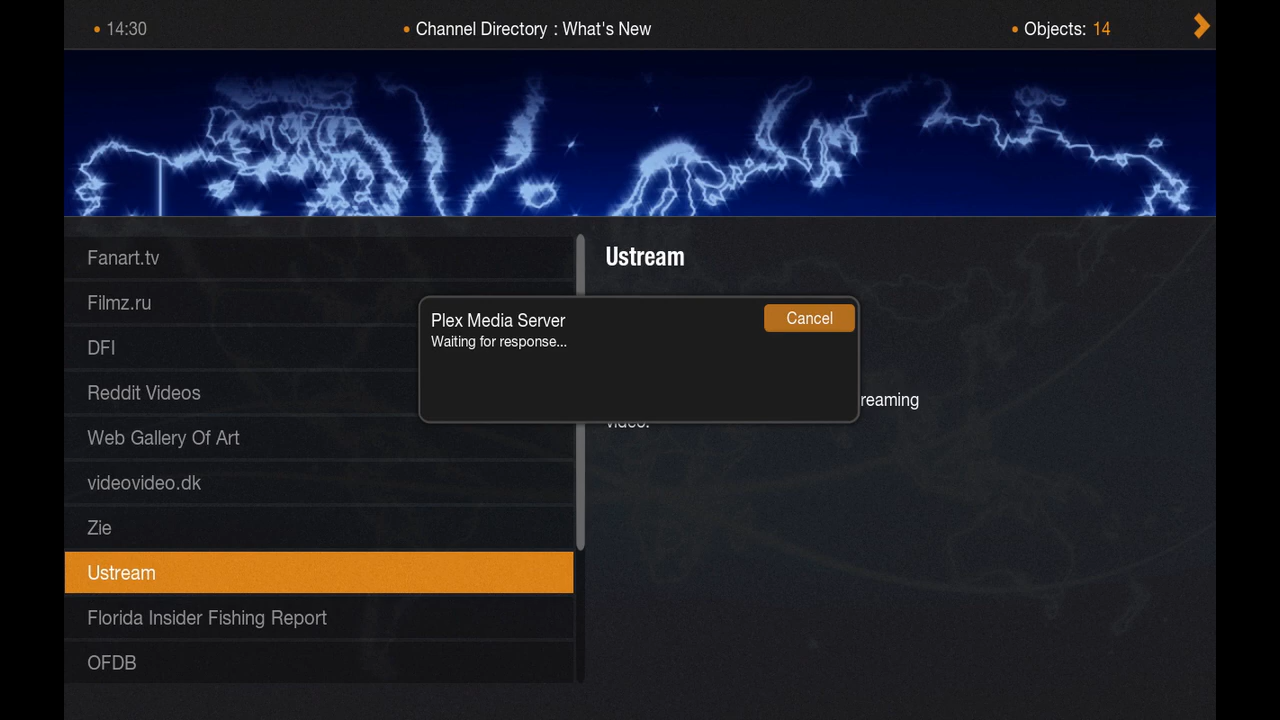 14:30
Channel Directory : What's New
Objects: 14
Fanart.tv
Filmz.ru
DFI
Reddit Videos
Web Gallery Of Art
videovideo.dk
Zie
Ustream
Florida Insider Fishing Report
OFDB
Ustream
Plex Media Server
Cancel
Waiting for response...
reaming
video.